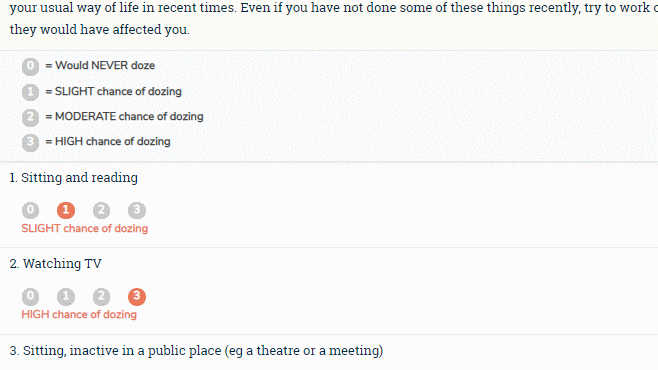 your usual way of life in recent times. Even if you have not done some of these things recently, try to work
they would have affected you.
0 = Would NEVER doze
1 = SLIGHT chance of dozing
2 = MODERATE chance of dozing
3 = HIGH chance of dozing
1. Sitting and reading
0 1 2 3
SLIGHT chance of dozing
2. Watching TV
0 1 2 3
HIGH chance of dozing
3. Sitting, inactive in a public place (eg a theatre or a meeting)